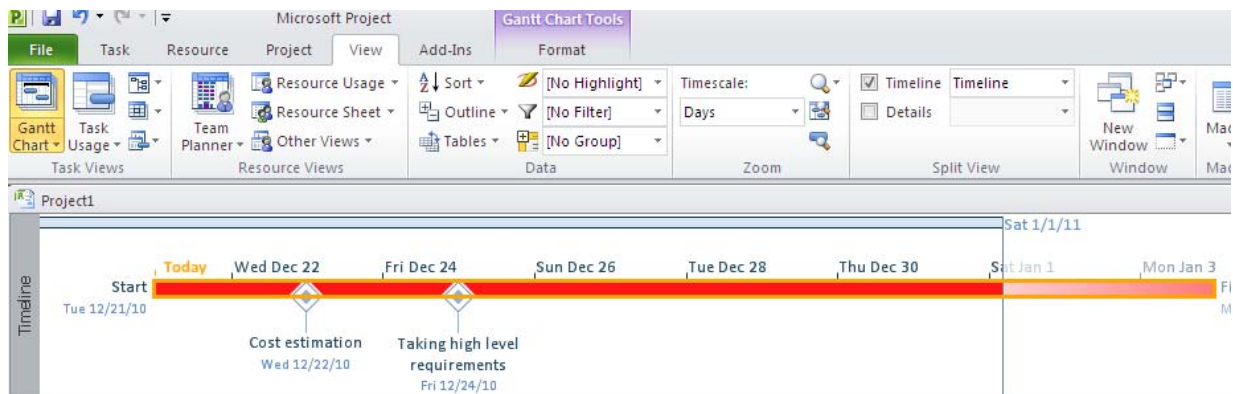 Microsoft Project
Gantt Chart Tools
File Task Resource Project View Add-Ins Format
Resource Usage Sort [No Highlight] Timescale: Timeline Timeline
Resource Sheet Outline [No Filter] Days Details
Gantt Chart Task Usage Team Planner Other Views Tables [No Group] New Window
Task Views Resource Views Data Zoom Split View Window
Project1
Sat 1/1/11
Today Wed Dec 22 Fri Dec 24 Sun Dec 26 Tue Dec 28 Thu Dec 30 Sat Jan 1 Mon Jan 3
Timeline
Start
Tue 12/21/10
Cost estimation
Wed 12/22/10
Taking high level
requirements
Fri 12/24/10